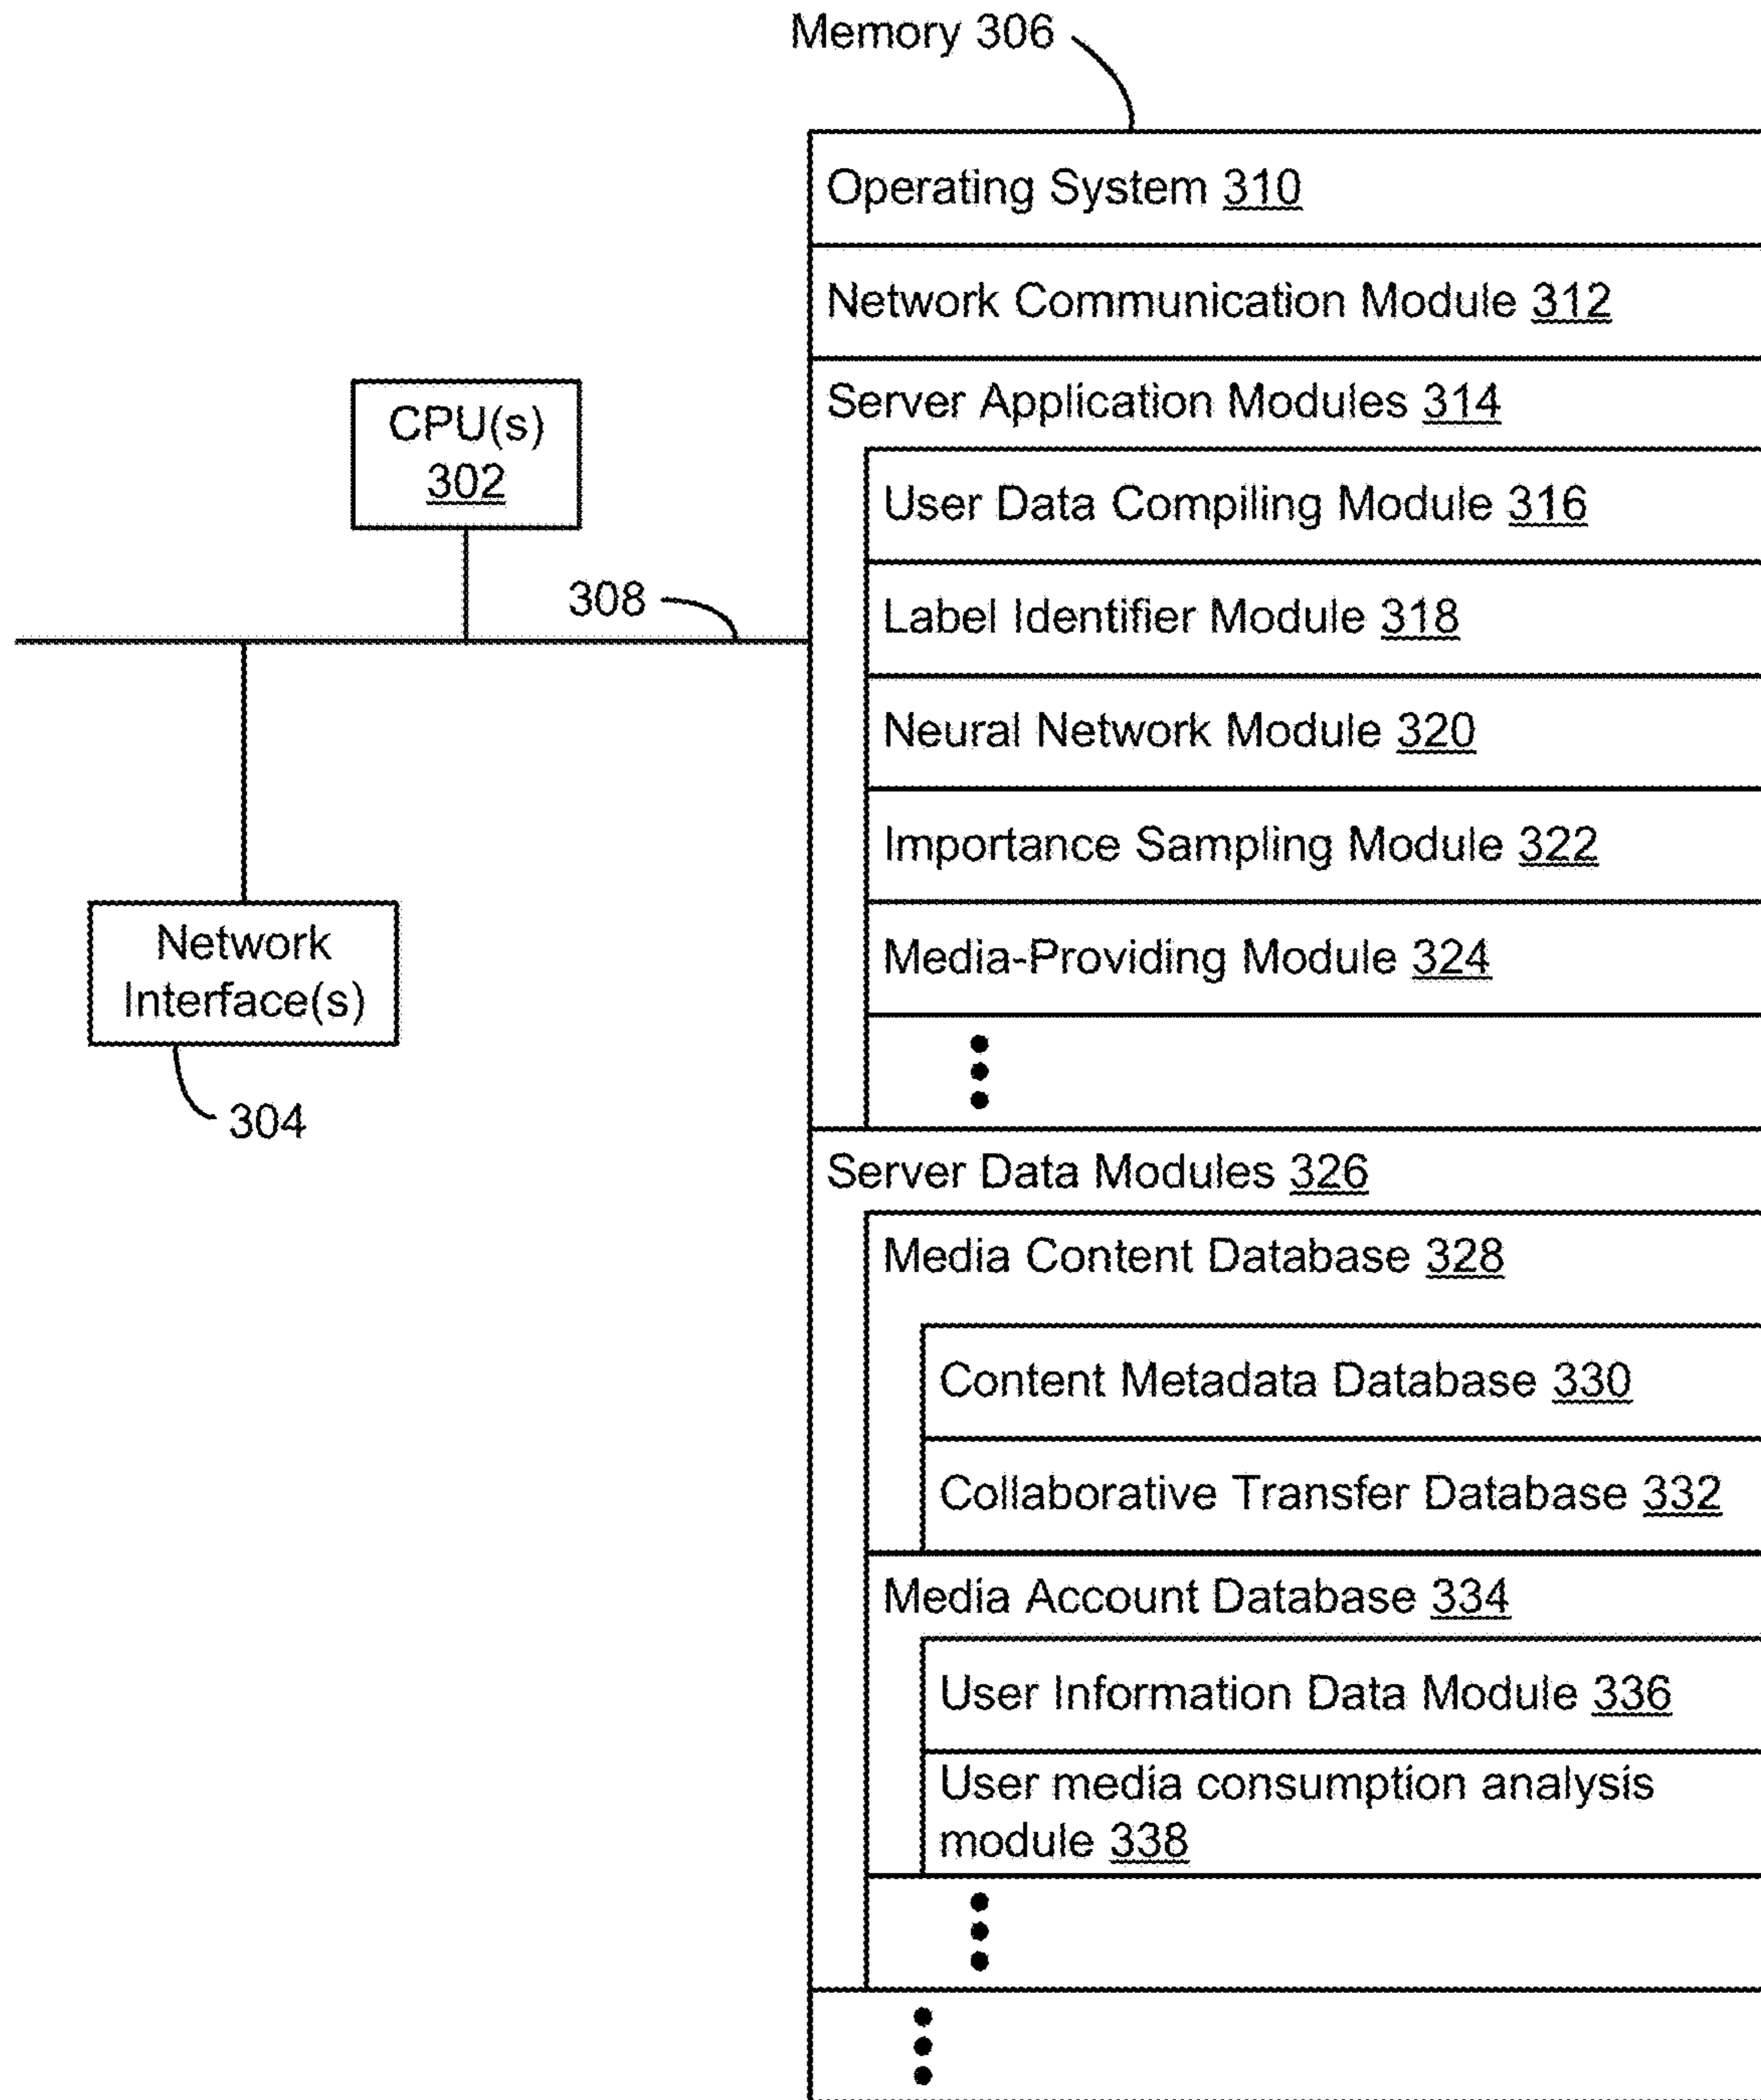 Memory 306
Operating System 310
Network Communication Module 312
Server Application Modules 314
CPU(s)
302
User Data Compiling Module 316
308
Label Identifier Module 318
Neural Network Module 320
Importance Sampling Module 322
Network
Interface(s)
304
Media-Providing Module 324
Server Data Modules 326
Media Content Database 328
Content Metadata Database 330
Collaborative Transfer Database 332
Media Account Database 334
User Information Data Module 336
User media consumption analysis
module 338